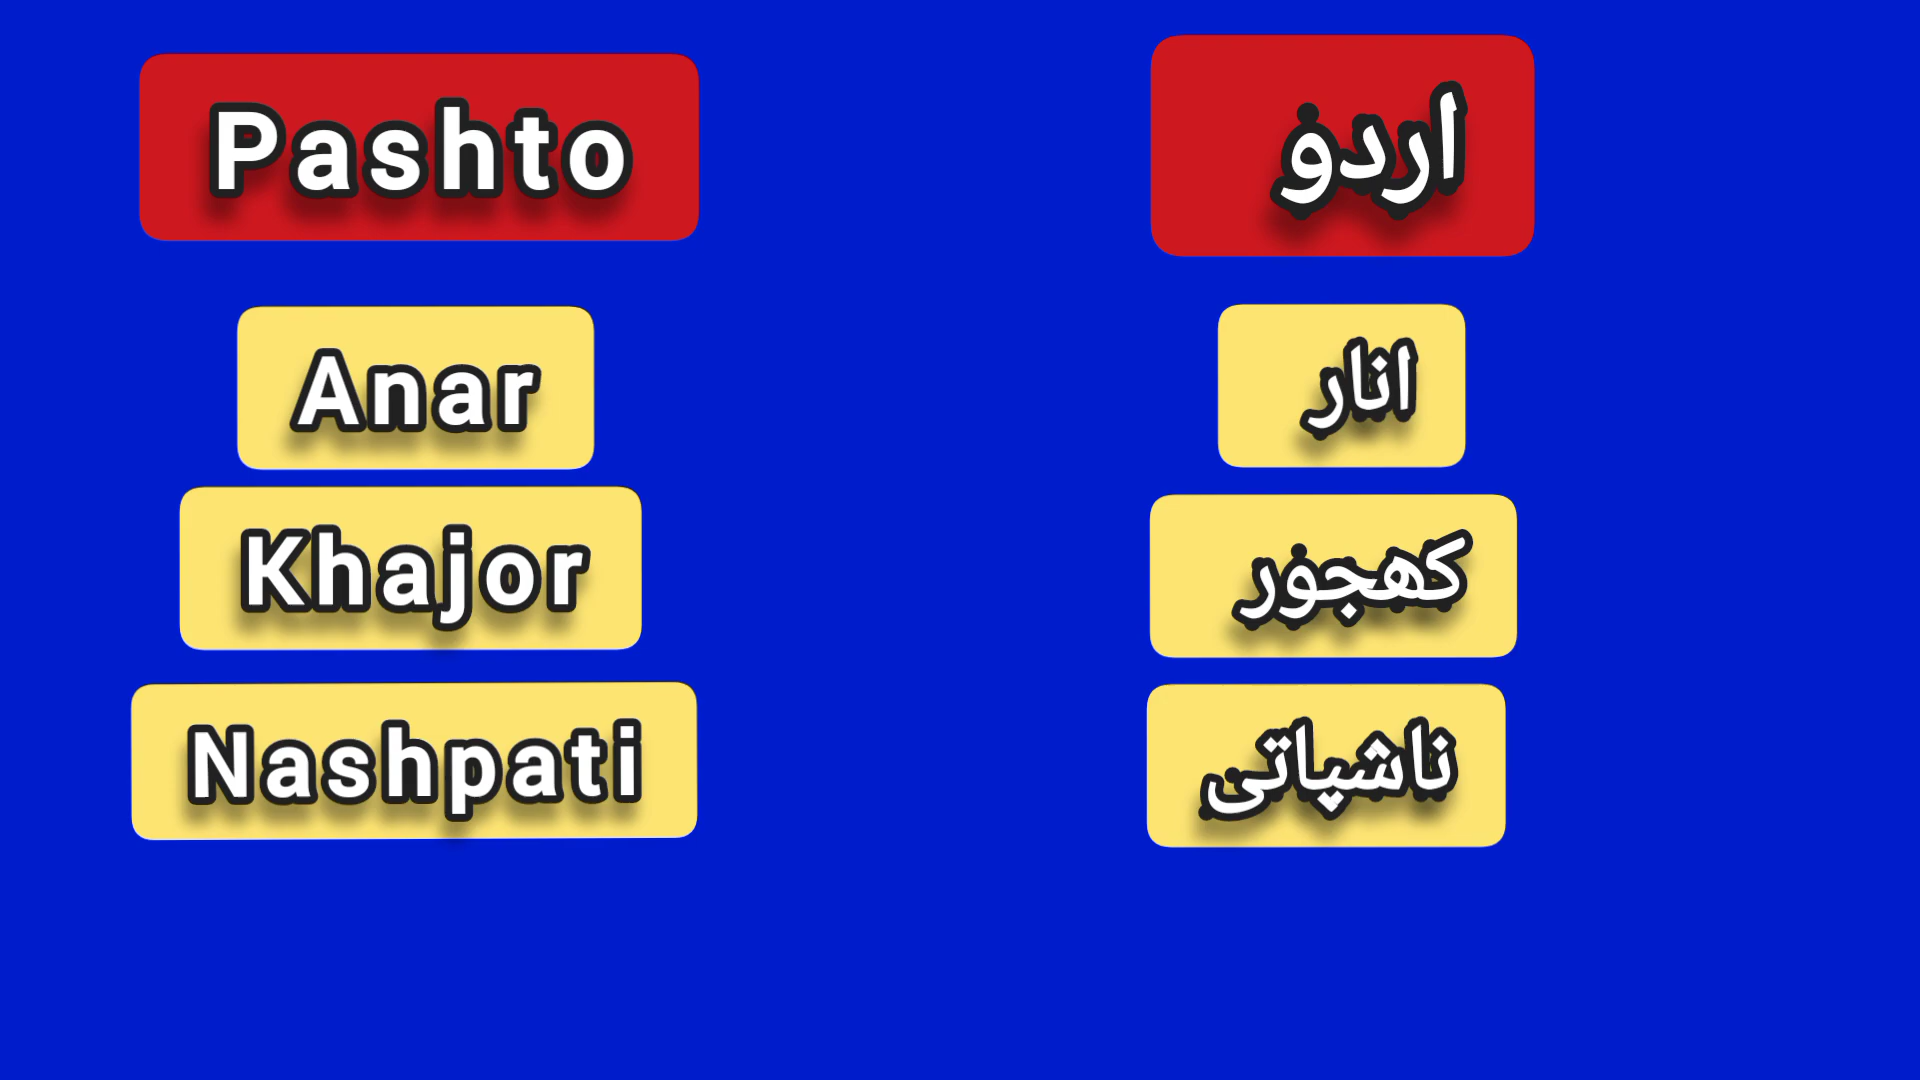 Pashto
اردو
Anar
انار
Khajor
کھجور
Nashpati
ناشپاتی